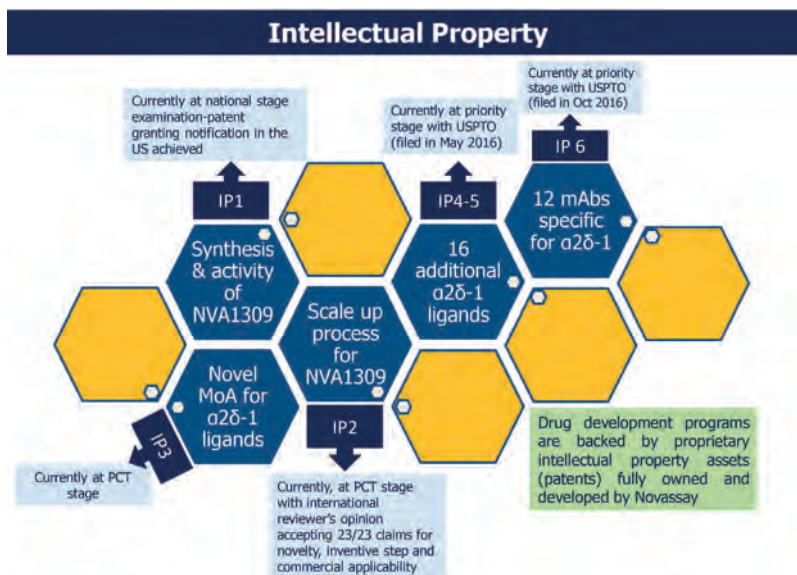 Intellectual Property
Currently at national stage
examination-patent
granting notification in the
US achieved
Currently at priority
stage with USPTO
(filed in May 2016)
Currently at priority
stage with USPTO
(filed in Oct 2016)
IP1
IP4-5
IP 6
Synthesis
& activity
of
NVA1309
16
additional
α2δ-1
ligands
12 mAbs
specific
for α2δ-1
Scale up
process
for
NVA1309
Novel
MoA for
α2δ-1
ligands
IP3
IP2
Currently at PCT
stage
Currently, at PCT stage
with international
reviewer's opinion
accepting 23/23 claims for
novelty, inventive step and
commercial applicability
Drug development programs
are backed by proprietary
intellectual property assets
(patents) fully owned and
developed by Novassay